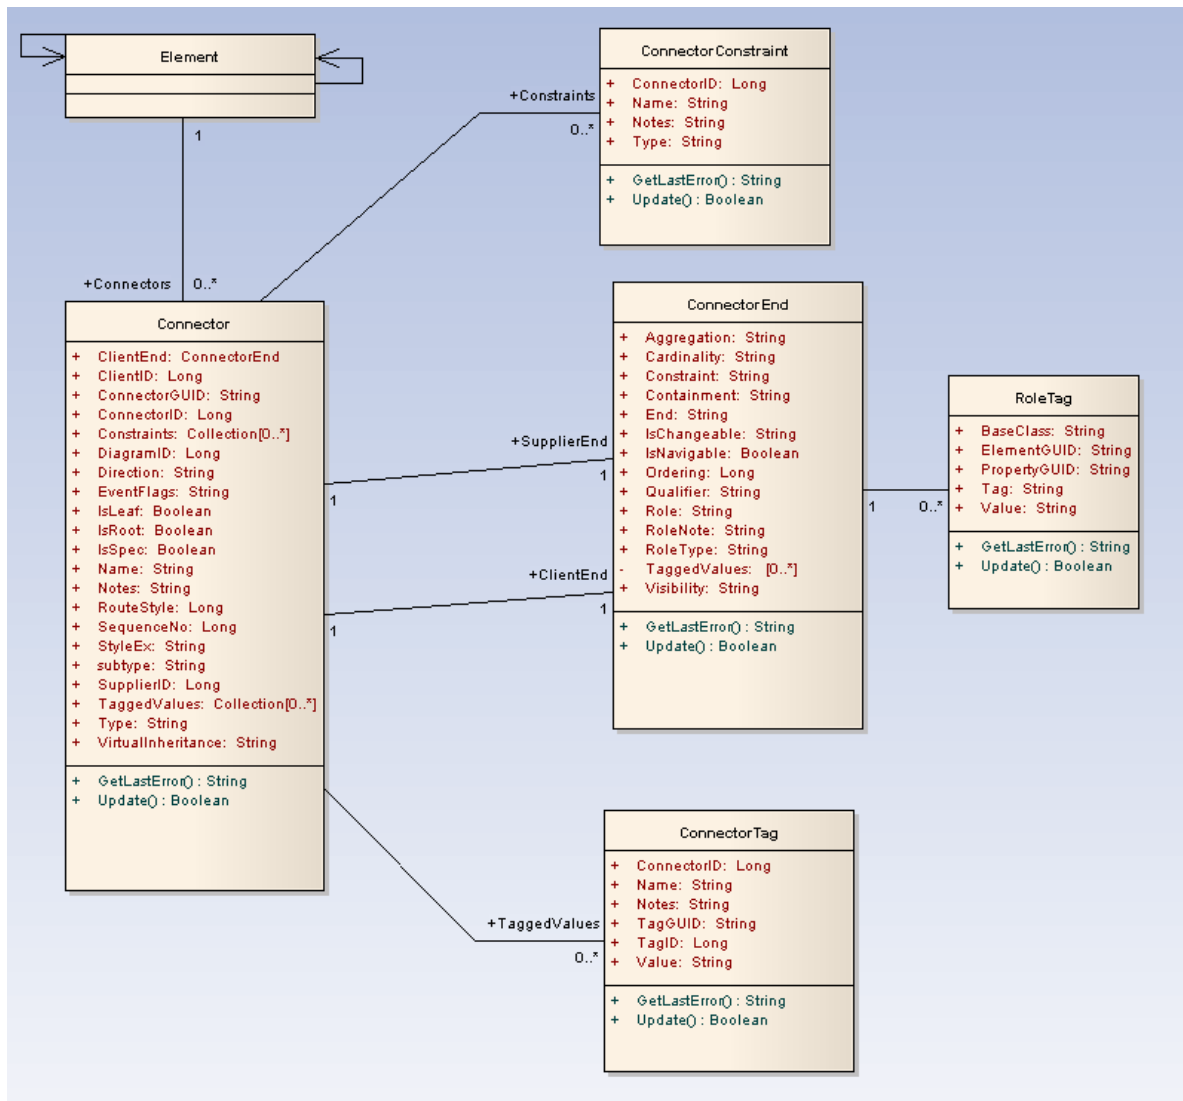 Element
1
+Connectors 0..*
Connector
+ ClientEnd: ConnectorEnd
+ ClientID: Long
+ ConnectorGUID: String
+ ConnectorID: Long
+ Constraints: Collection[0..*]
+ DiagramID: Long
+ Direction: String
+ EventFlags: String
+ IsLeaf: Boolean
+ IsRoot: Boolean
+ IsSpec: Boolean
+ Name: String
+ Notes: String
+ RouteStyle: Long
+ SequenceNo: Long
+ StyleEx: String
+ subtype: String
+ SupplierID: Long
+ TaggedValues: Collection[0..*]
+ Type: String
+ VirtualInheritance: String
+ GetLastError() : String
+ Update() : Boolean
+Constraints
0..*
ConnectorConstraint
+ ConnectorID: Long
+ Name: String
+ Notes: String
+ Type: String
+ GetLastError() : String
+ Update() : Boolean
+SupplierEnd
1
1
+ClientEnd
1
1
ConnectorEnd
+ Aggregation: String
+ Cardinality: String
+ Constraint: String
+ Containment: String
+ End: String
+ IsChangeable: String
+ IsNavigable: Boolean
+ Ordering: Long
+ Qualifier: String
+ Role: String
+ RoleNote: String
+ RoleType: String
- TaggedValues: [0..*]
+ Visibility: String
+ GetLastError() : String
+ Update() : Boolean
1 0..*
RoleTag
+ BaseClass: String
+ ElementGUID: String
+ PropertyGUID: String
+ Tag: String
+ Value: String
+ GetLastError() : String
+ Update() : Boolean
+TaggedValues
0..*
ConnectorTag
+ ConnectorID: Long
+ Name: String
+ Notes: String
+ TagGUID: String
+ TagID: Long
+ Value: String
+ GetLastError() : String
+ Update() : Boolean